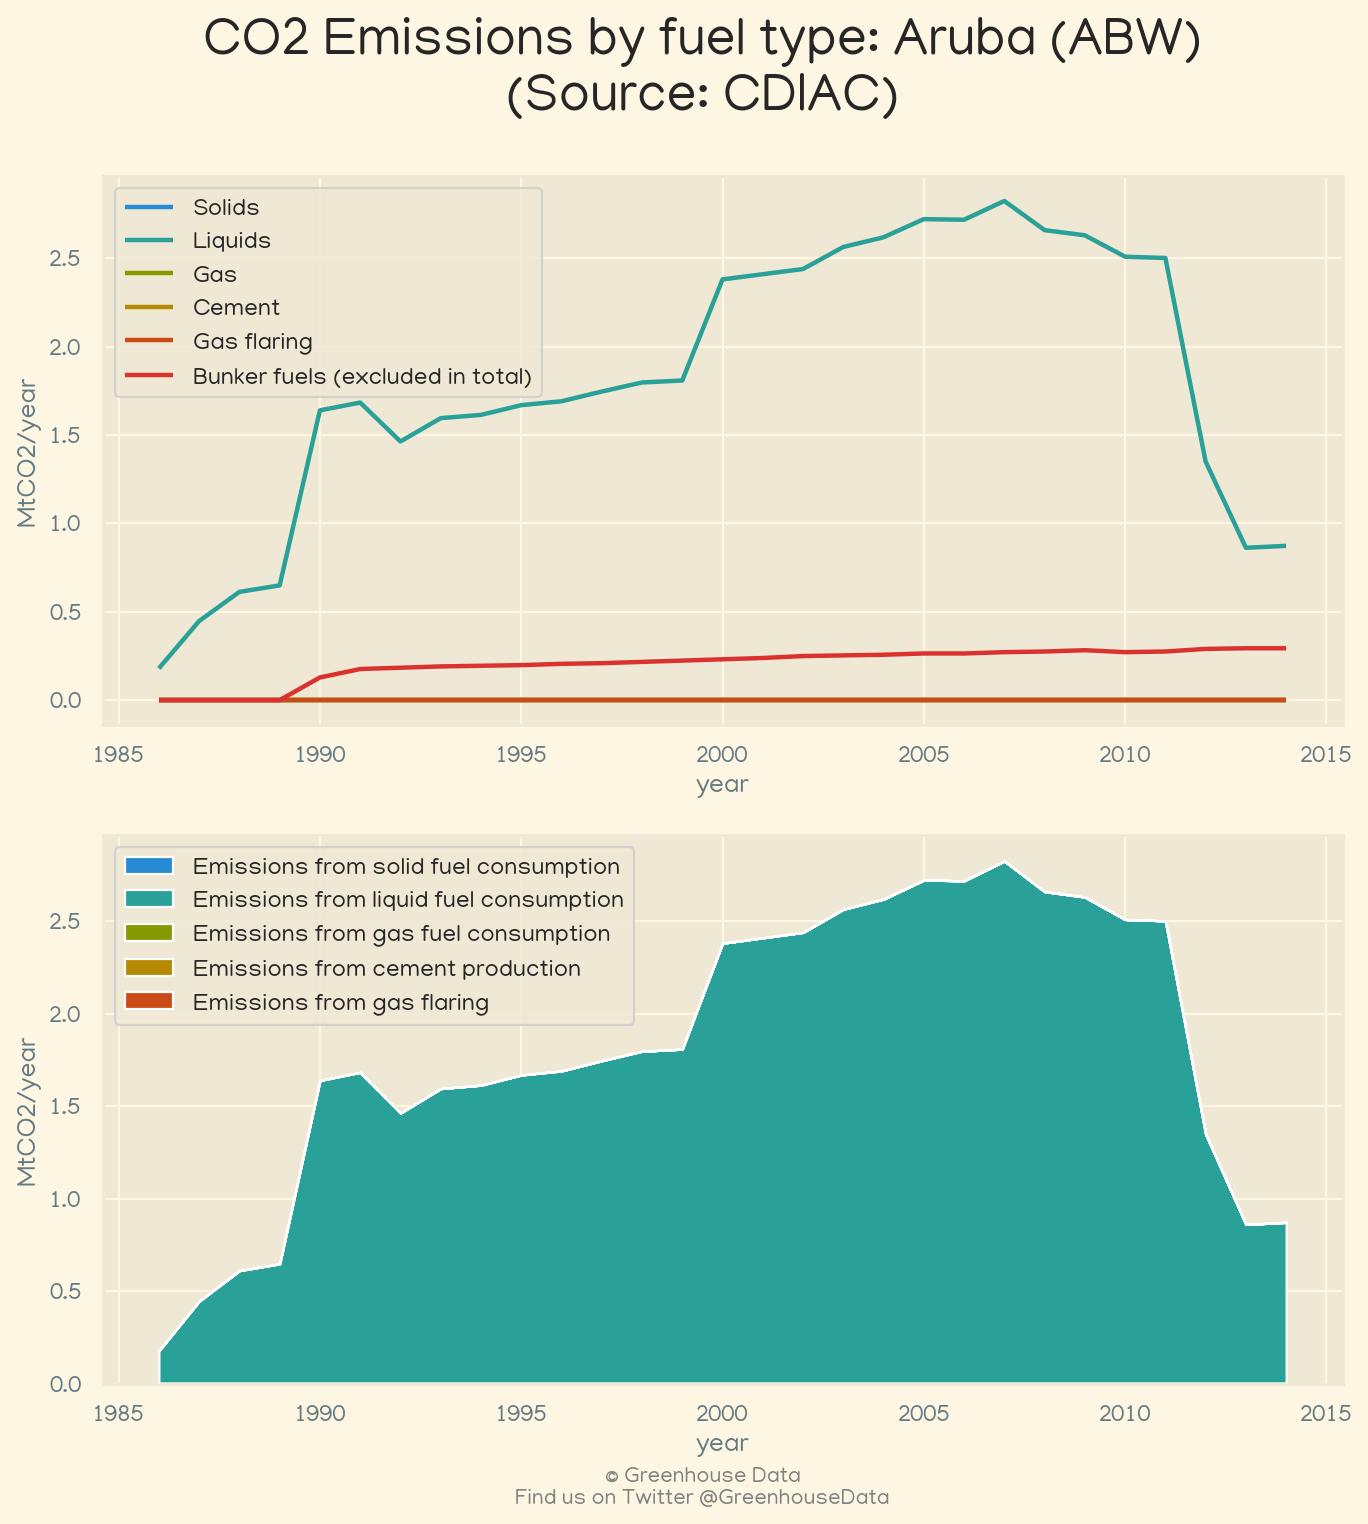 CO2 Emissions by fuel type: Aruba (ABW)
(Source: CDIAC)
Solids
Liquids
Gas
Cement
Gas flaring
Bunker fuels (excluded in total)
MtCO2/year
2.5
2.0
1.5
1.0
0.5
0.0
1985 1990 1995 2000 2005 2010 2015
year
Emissions from solid fuel consumption
Emissions from liquid fuel consumption
Emissions from gas fuel consumption
Emissions from cement production
Emissions from gas flaring
MtCO2/year
2.5
2.0
1.5
1.0
0.5
0.0
1985 1990 1995 2000 2005 2010 2015
year
© Greenhouse Data
Find us on Twitter @GreenhouseData